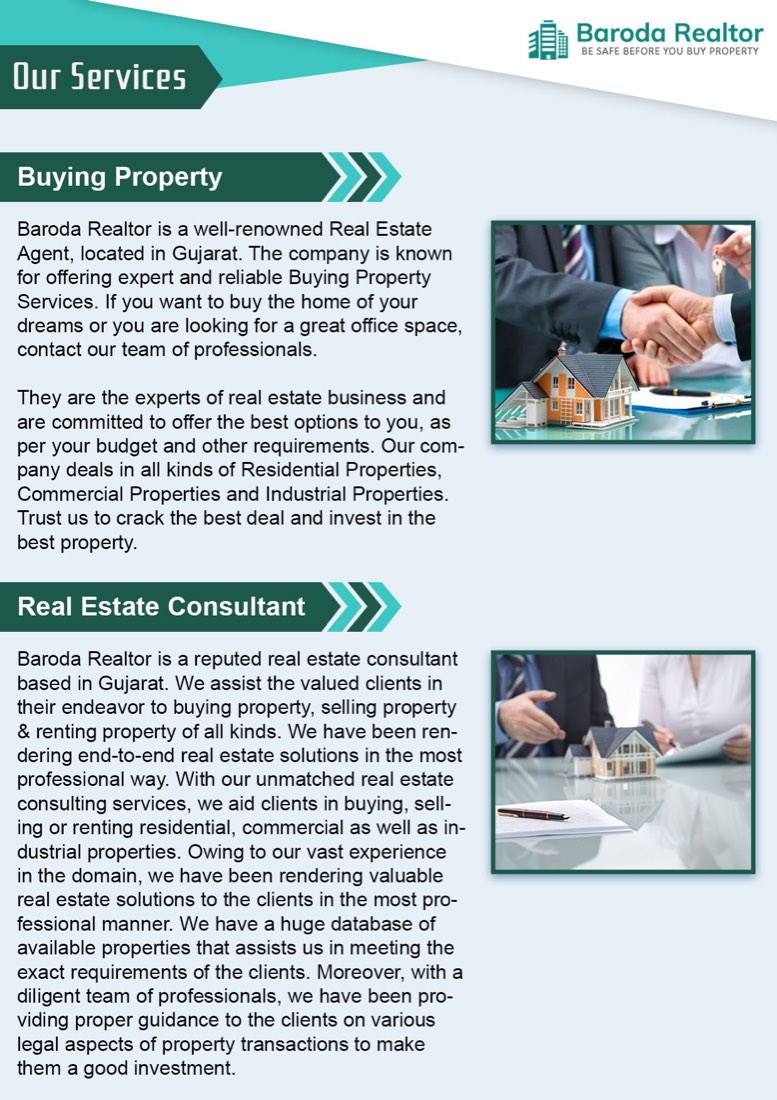 Baroda Realtor
BE SAFE BEFORE YOU BUY PROPERTY
Our Services
Buying Property
Baroda Realtor is a well-renowned Real Estate
Agent, located in Gujarat. The company is known
for offering expert and reliable Buying Property
Services. If you want to buy the home of your
dreams or you are looking for a great office space,
contact our team of professionals.
They are the experts of real estate business and
are committed to offer the best options to you, as
per your budget and other requirements. Our com-
pany deals in all kinds of Residential Properties,
Commercial Properties and Industrial Properties.
Trust us to crack the best deal and invest in the
best property.
Real Estate Consultant
Baroda Realtor is a reputed real estate consultant
based in Gujarat. We assist the valued clients in
their endeavor to buying property, selling property
& renting property of all kinds. We have been ren-
dering end-to-end real estate solutions in the most
professional way. With our unmatched real estate
consulting services, we aid clients in buying, sell-
ing or renting residential, commercial as well as in-
dustrial properties. Owing to our vast experience
in the domain, we have been rendering valuable
real estate solutions to the clients in the most pro-
fessional manner. We have a huge database of
available properties that assists us in meeting the
exact requirements of the clients. Moreover, with a
diligent team of professionals, we have been pro-
viding proper guidance to the clients on various
legal aspects of property transactions to make
them a good investment.